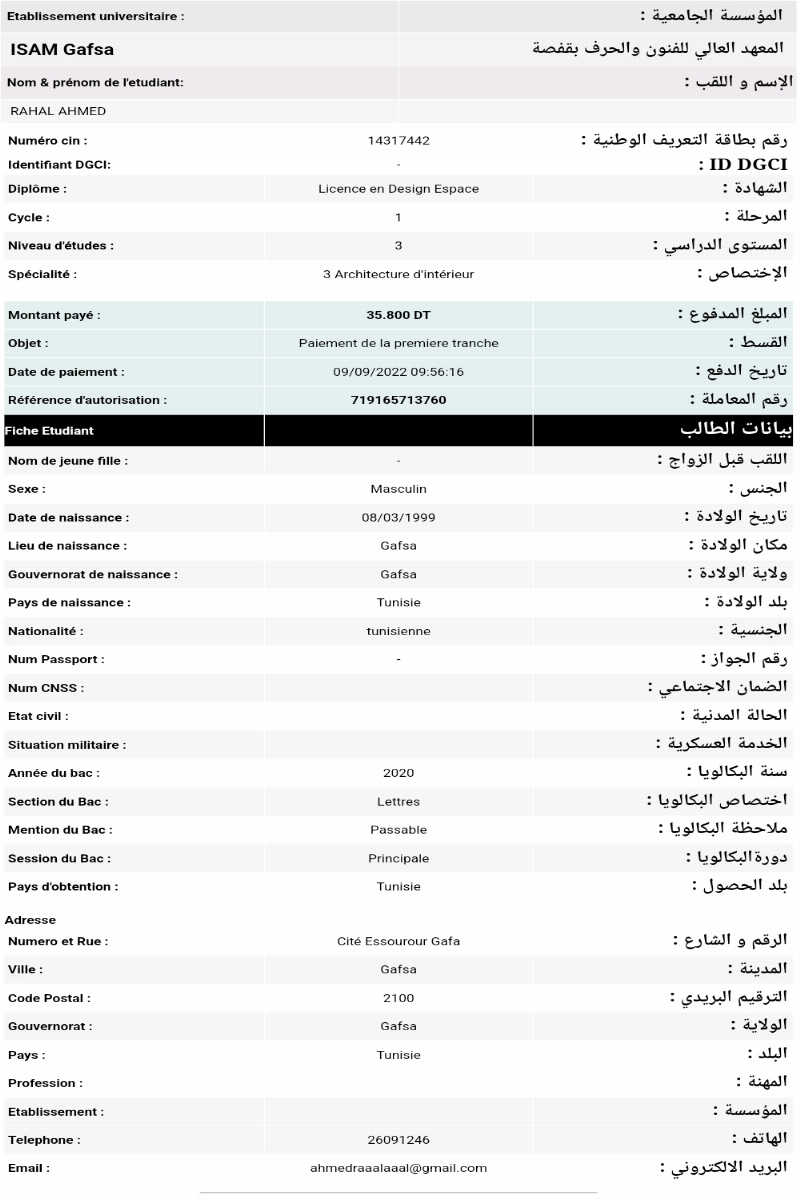 Etablissement universitaire : المؤسسة الجامعية :
ISAM Gafsa المعهد العالي للفنون والحرف بقفصة
Nom & prénom de l'etudiant: الإسم و اللقب :
RAHAL AHMED
Numéro cin : 14317442 رقم بطاقة التعريف الوطنية :
Identifiant DGCI: - ID DGCI :
Diplôme : Licence en Design Espace الشهادة :
Cycle : 1 المرحلة :
Niveau d'études : 3 المستوى الدراسي :
Spécialité : 3 Architecture d'intérieur الإختصاص :
Montant payé : 35.800 DT المبلغ المدفوع :
Objet : Paiement de la premiere tranche القسط :
Date de paiement : 09/09/2022 09:56:16 تاريخ الدفع :
Référence d'autorisation : 719165713760 رقم المعاملة :
Fiche Etudiant بيانات الطالب
Nom de jeune fille : - اللقب قبل الزواج :
Sexe : Masculin الجنس :
Date de naissance : 08/03/1999 تاريخ الولادة :
Lieu de naissance : Gafsa مكان الولادة :
Gouvernorat de naissance : Gafsa ولاية الولادة :
Pays de naissance : Tunisie بلد الولادة :
Nationalité : tunisienne الجنسية :
Num Passport : - رقم الجواز :
Num CNSS : الضمان الاجتماعي :
Etat civil : الحالة المدنية :
Situation militaire : الخدمة العسكرية :
Année du bac : 2020 سنة البكالويا :
Section du Bac : Lettres اختصاص البكالويا :
Mention du Bac : Passable ملاحظة البكالويا :
Session du Bac : Principale دورةالبكالويا :
Pays d'obtention : Tunisie بلد الحصول :
Adresse
Numero et Rue : Cité Essourour Gafa الرقم و الشارع :
Ville : Gafsa المدينة :
Code Postal : 2100 الترقيم البريدي :
Gouvernorat : Gafsa الولاية :
Pays : Tunisie البلد :
Profession : المهنة :
Etablissement : المؤسسة :
Telephone : 26091246 الهاتف :
Email : ahmedraaalaaal@gmail.com البريد الالكتروني :